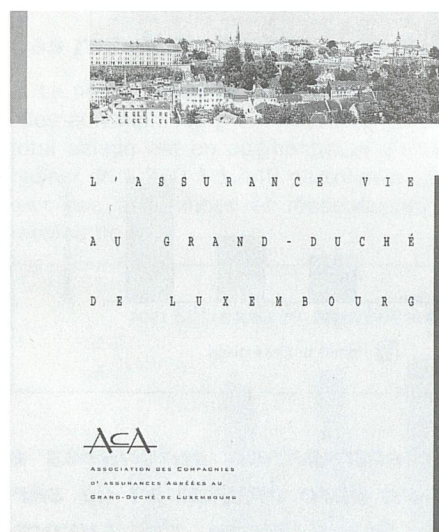 L'ASSURANCE VIE
AU GRAND-DUCHÉ
DE LUXEMBOURG
ACA
ASSOCIATION DES COMPAGNIES
D'ASSURANCES AGRÉÉES AU
GRAND-DUCHÉ DE LUXEMBOURG